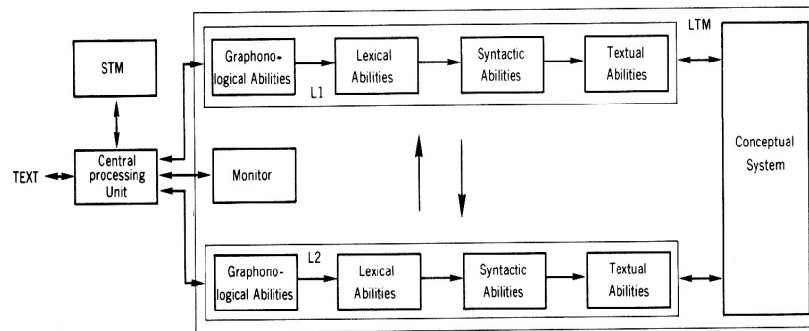 LTM
STM
Graphono-
logical Abilities
Lexical
Abilities
Syntactic
Abilities
Textual
Abilities
L1
TEXT
Central
processing
Unit
Monitor
Conceptual
System
L2
Graphono-
logical Abilities
Lexical
Abilities
Syntactic
Abilities
Textual
Abilities